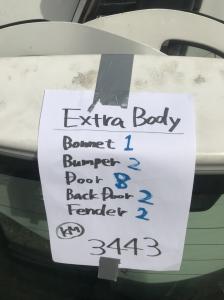 Extra Body
Bonnet 1
Bumper 2
Door 8
Back Door 2
Fender 2
KM
3443